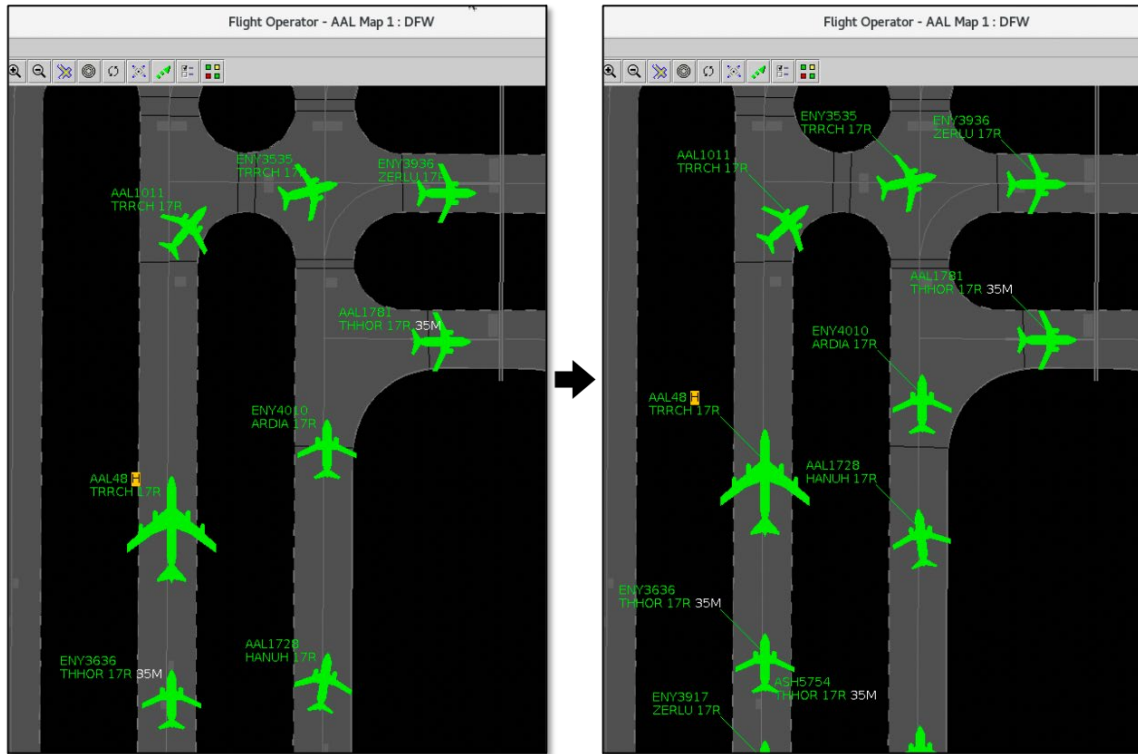 Flight Operator - AAL Map 1 : DFW
ENY3535
TRRCH 17R
ENY3936
ZERLU 17R
AAL1011
TRRCH 17R
AAL1781
THHOR 17R 35M
ENY4010
ARDIA 17R
AAL48 H
TRRCH 17R
AAL1728
HANUH 17R
ENY3636
THHOR 17R 35M
Flight Operator - AAL Map 1 : DFW
ENY3535
TRRCH 17R
ENY3936
ZERLU 17R
AAL1011
TRRCH 17R
AAL1781
THHOR 17R 35M
ENY4010
ARDIA 17R
AAL48 H
TRRCH 17R
AAL1728
HANUH 17R
ENY3636
THHOR 17R 35M
ASH5754
THHOR 17R 35M
ENY3917
ZERLU 17R